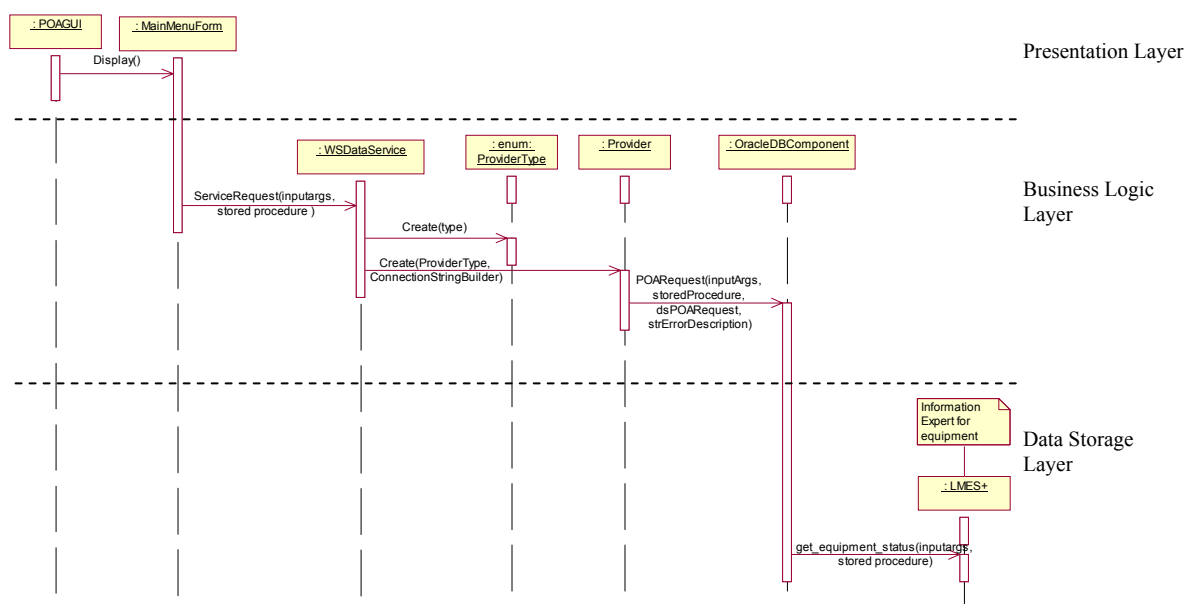 : POAGUI
: MainMenuForm
Display()
Presentation Layer
: WSDataService
: enum:
ProviderType
: Provider
: OracleDBComponent
Business Logic
Layer
ServiceRequest(inputargs,
stored procedure )
Create(type)
Create(ProviderType,
ConnectionStringBuilder)
POARequest(inputArgs,
storedProcedure,
dsPOARequest,
strErrorDescription)
Information
Expert for
equipment
Data Storage
Layer
: LMES+
get_equipment_status(inputargs,
stored procedure)